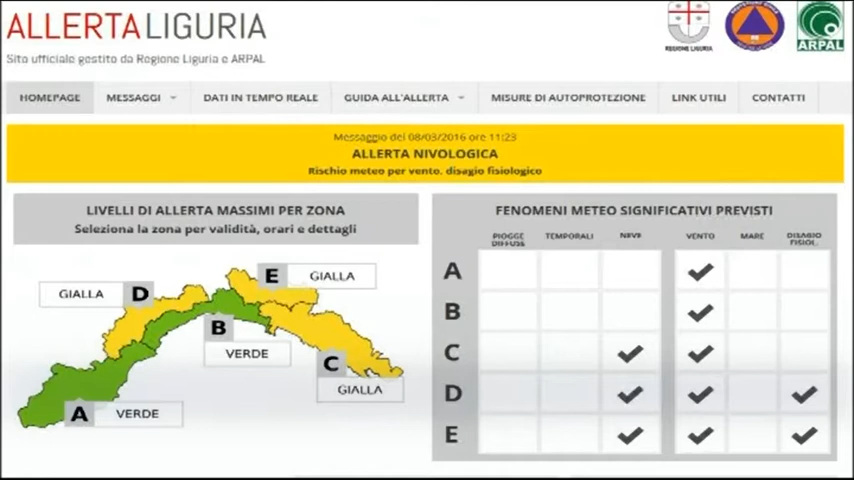 ALLERTALIGURIA
Sito ufficiale gestito da Regione Liguria e ARPAL
REGIONE LIGURIA
ARPAL
HOMEPAGE MESSAGGI DATI IN TEMPO REALE GUIDA ALL'ALLERTA MISURE DI AUTOPROTEZIONE LINK UTILI CONTATTI
Messaggio del 08/03/2016 ore 11:23
ALLERTA NIVOLOGICA
Rischio meteo per vento, disagio fisiologico
LIVELLI DI ALLERTA MASSIMI PER ZONA
Seleziona la zona per validità, orari e dettagli
E GIALLA
GIALLA D
B
VERDE
C
GIALLA
A VERDE
FENOMENI METEO SIGNIFICATIVI PREVISTI
PIOGGE DIFFUSE TEMPORALI NEVE VENTO MARE DISAGIO FISIOL.
A
B
C
D
E